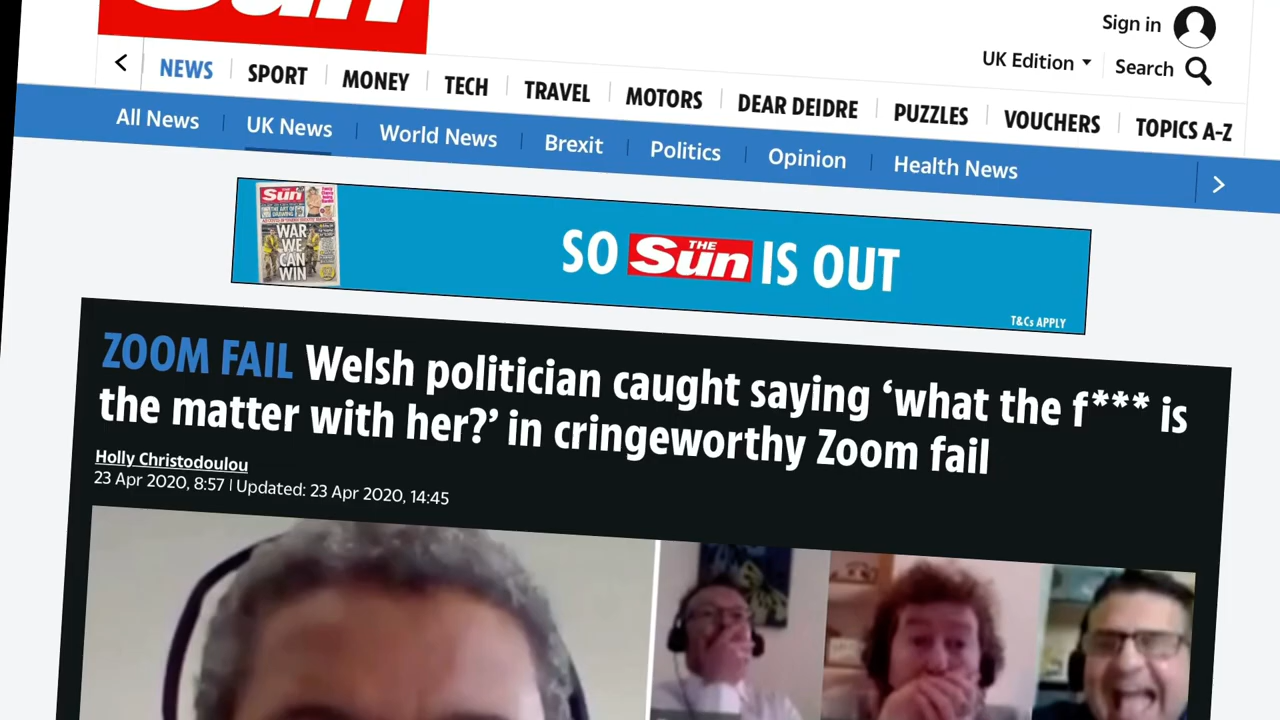 Sun
Sign in
UK Edition
Search
NEWS
SPORT
MONEY
TECH
TRAVEL
MOTORS
DEAR DEIDRE
PUZZLES
VOUCHERS
TOPICS A-Z
All News
UK News
World News
Brexit
Politics
Opinion
Health News
THE
Sun
WAR
WE
CAN
WIN
SO THE Sun IS OUT
T&Cs APPLY
ZOOM FAIL Welsh politician caught saying ‘what the f*** is
the matter with her?’ in cringeworthy Zoom fail
Holly Christodoulou
23 Apr 2020, 8:57 | Updated: 23 Apr 2020, 14:45